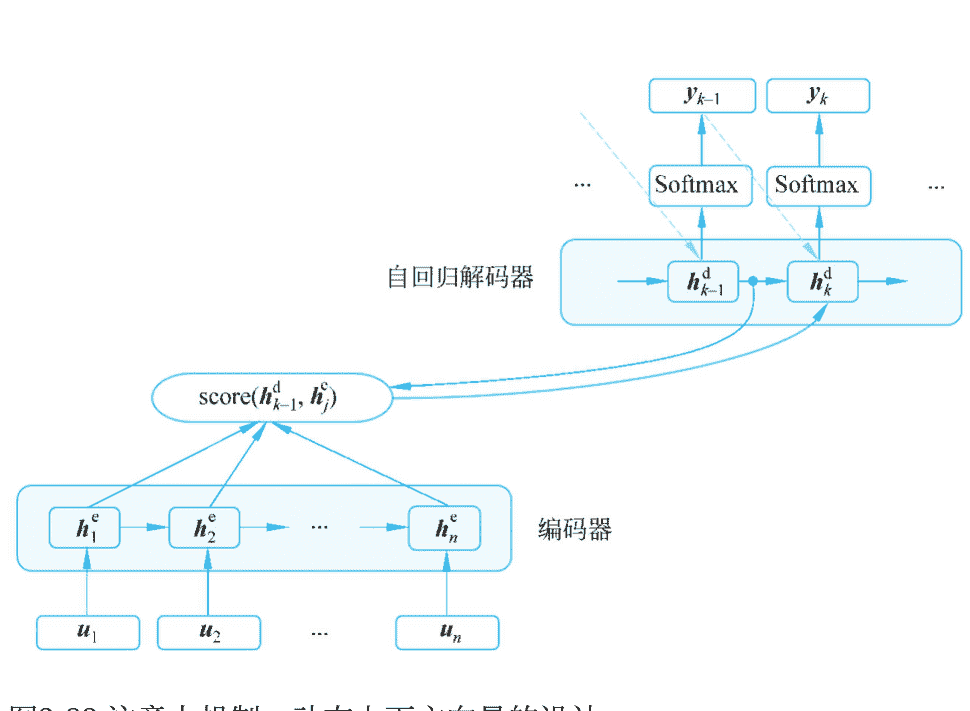 y_{k-1} y_k
... Softmax Softmax ...
自回归解码器 h^d_{k-1} h^d_k
score(h^d_{k-1}, h^e_j)
h^e_1 h^e_2 ... h^e_n 编码器
u_1 u_2 ... u_n